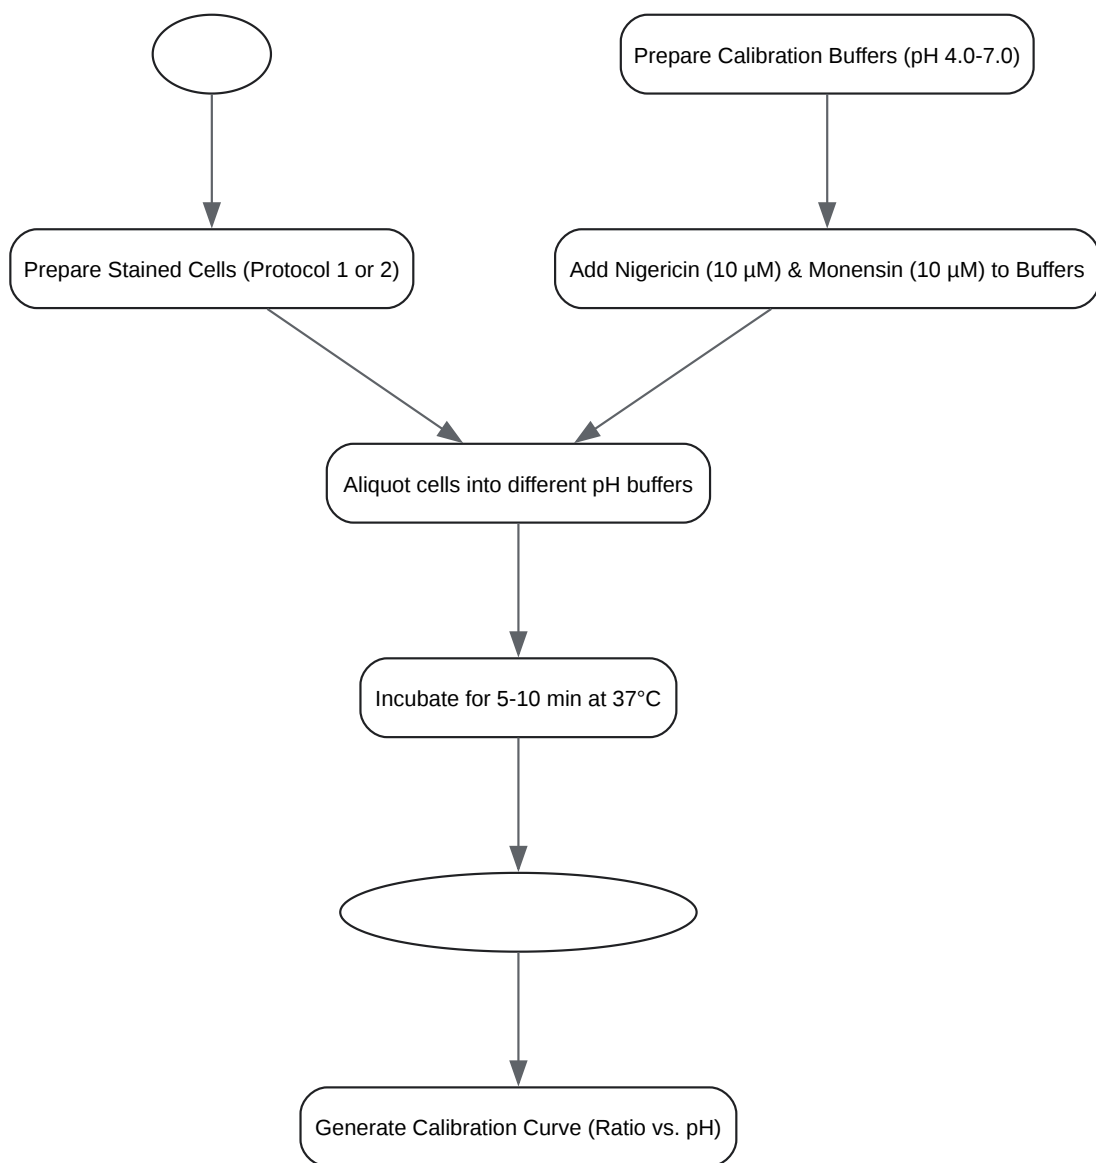 Prepare Calibration Buffers (pH 4.0-7.0)
Prepare Stained Cells (Protocol 1 or 2)
Add Nigericin (10 µM) & Monensin (10 µM) to Buffers
Aliquot cells into different pH buffers
Incubate for 5-10 min at 37°C
Generate Calibration Curve (Ratio vs. pH)